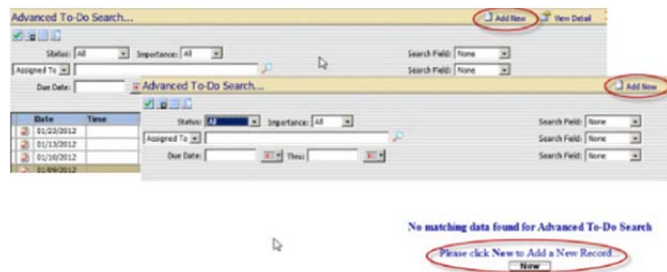 Advanced To-Do Search... Add New View Detail
Status: All Importance: All Search Field: None
Assigned To Search Field: None
Due Date:
Date Time
01/23/2012
01/13/2012
01/10/2012
01/09/2012
Advanced To-Do Search... Add New
Status: All Importance: All Search Field: None
Assigned To Search Field: None
Due Date: Thru: Search Field: None
No matching data found for Advanced To-Do Search
Please click New to Add a New Record...
New